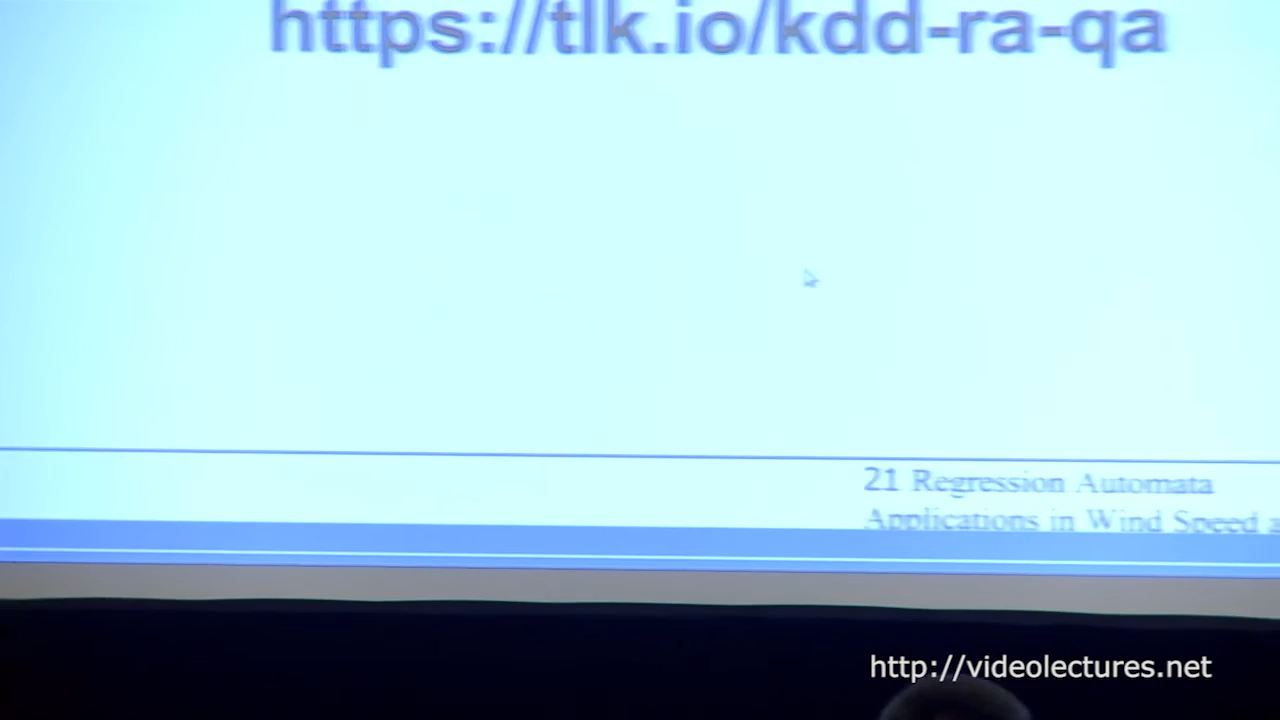 https://tlk.io/kdd-ra-qa
21 Regression Automata
Applications in Wind Speed
http://videolectures.net